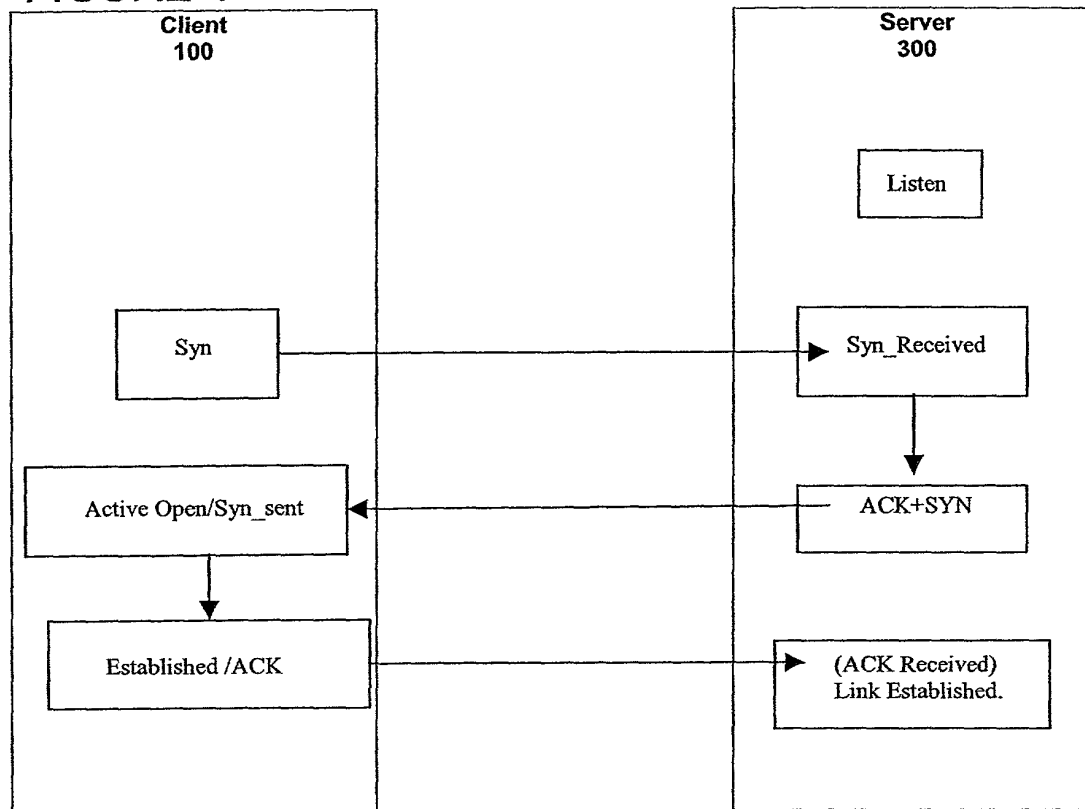 Client
100
Server
300
Listen
Syn
Syn_Received
Active Open/Syn_sent
ACK+SYN
Established /ACK
(ACK Received)
Link Established.